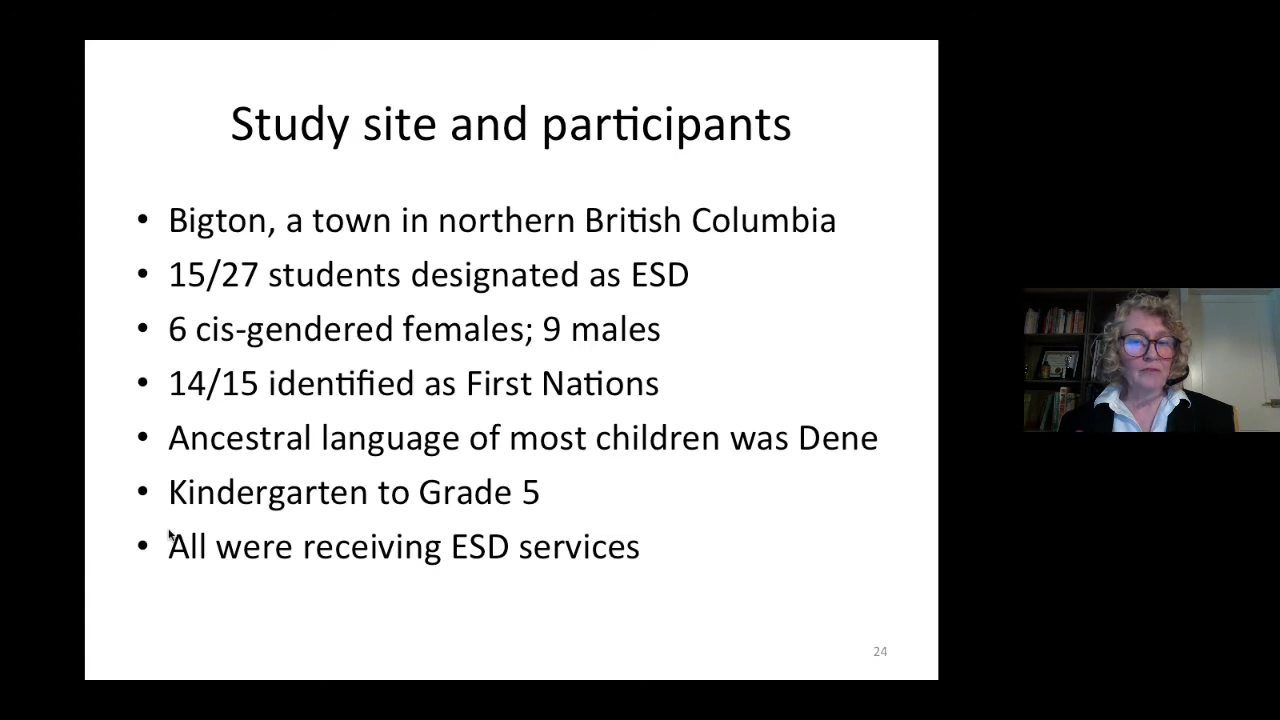 Study site and participants
• Bigton, a town in northern British Columbia
• 15/27 students designated as ESD
• 6 cis-gendered females; 9 males
• 14/15 identified as First Nations
• Ancestral language of most children was Dene
• Kindergarten to Grade 5
• All were receiving ESD services
24